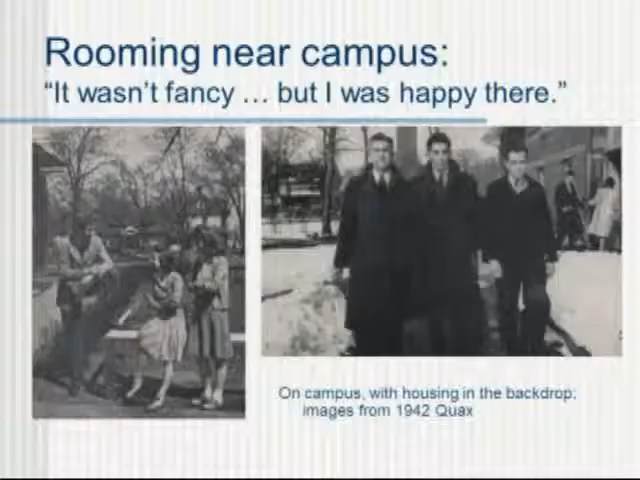 Rooming near campus:
“It wasn’t fancy … but I was happy there.”
On campus, with housing in the backdrop;
images from 1942 Quax